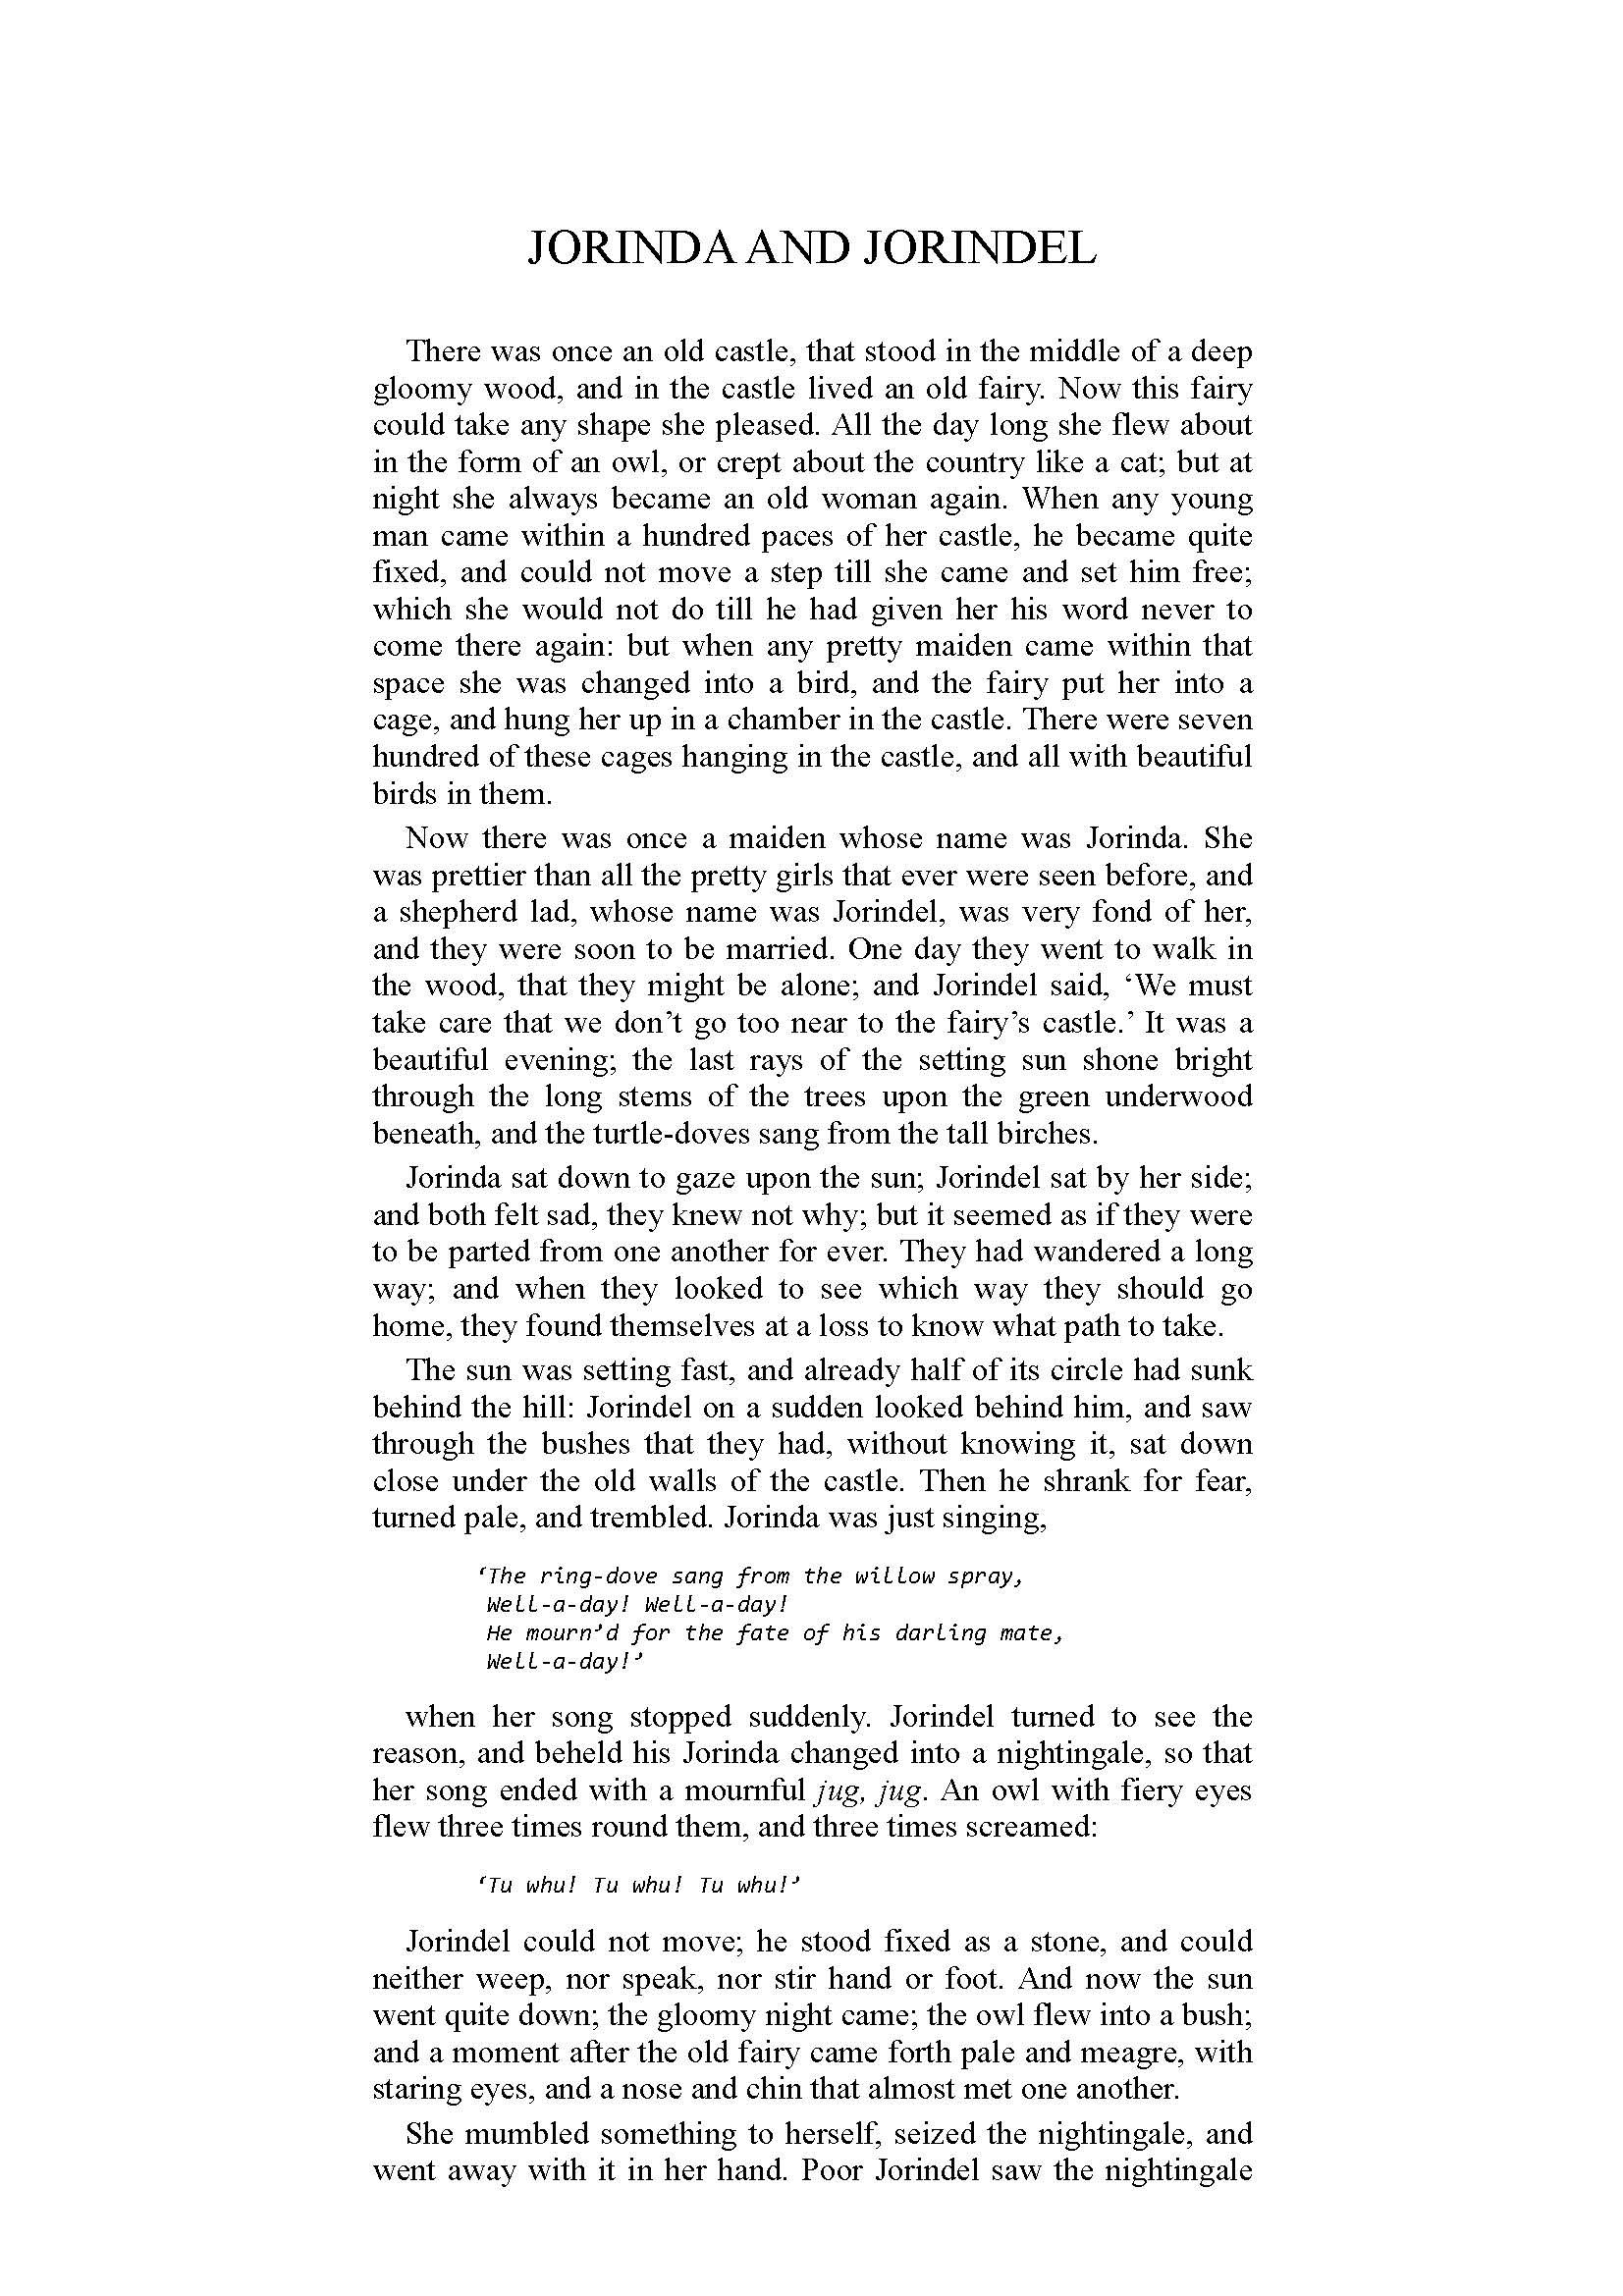 JORINDA AND JORINDEL
There was once an old castle, that stood in the middle of a deep
gloomy wood, and in the castle lived an old fairy. Now this fairy
could take any shape she pleased. All the day long she flew about
in the form of an owl, or crept about the country like a cat; but at
night she always became an old woman again. When any young
man came within a hundred paces of her castle, he became quite
fixed, and could not move a step till she came and set him free;
which she would not do till he had given her his word never to
come there again: but when any pretty maiden came within that
space she was changed into a bird, and the fairy put her into a
cage, and hung her up in a chamber in the castle. There were seven
hundred of these cages hanging in the castle, and all with beautiful
birds in them.
Now there was once a maiden whose name was Jorinda. She
was prettier than all the pretty girls that ever were seen before, and
a shepherd lad, whose name was Jorindel, was very fond of her,
and they were soon to be married. One day they went to walk in
the wood, that they might be alone; and Jorindel said, ‘We must
take care that we don’t go too near to the fairy’s castle.’ It was a
beautiful evening; the last rays of the setting sun shone bright
through the long stems of the trees upon the green underwood
beneath, and the turtle-doves sang from the tall birches.
Jorinda sat down to gaze upon the sun; Jorindel sat by her side;
and both felt sad, they knew not why; but it seemed as if they were
to be parted from one another for ever. They had wandered a long
way; and when they looked to see which way they should go
home, they found themselves at a loss to know what path to take.
The sun was setting fast, and already half of its circle had sunk
behind the hill: Jorindel on a sudden looked behind him, and saw
through the bushes that they had, without knowing it, sat down
close under the old walls of the castle. Then he shrank for fear,
turned pale, and trembled. Jorinda was just singing,
‘The ring-dove sang from the willow spray,
Well-a-day! Well-a-day!
He mourn’d for the fate of his darling mate,
Well-a-day!’
when her song stopped suddenly. Jorindel turned to see the
reason, and beheld his Jorinda changed into a nightingale, so that
her song ended with a mournful jug, jug. An owl with fiery eyes
flew three times round them, and three times screamed:
‘Tu whu! Tu whu! Tu whu!’
Jorindel could not move; he stood fixed as a stone, and could
neither weep, nor speak, nor stir hand or foot. And now the sun
went quite down; the gloomy night came; the owl flew into a bush;
and a moment after the old fairy came forth pale and meagre, with
staring eyes, and a nose and chin that almost met one another.
She mumbled something to herself, seized the nightingale, and
went away with it in her hand. Poor Jorindel saw the nightingale